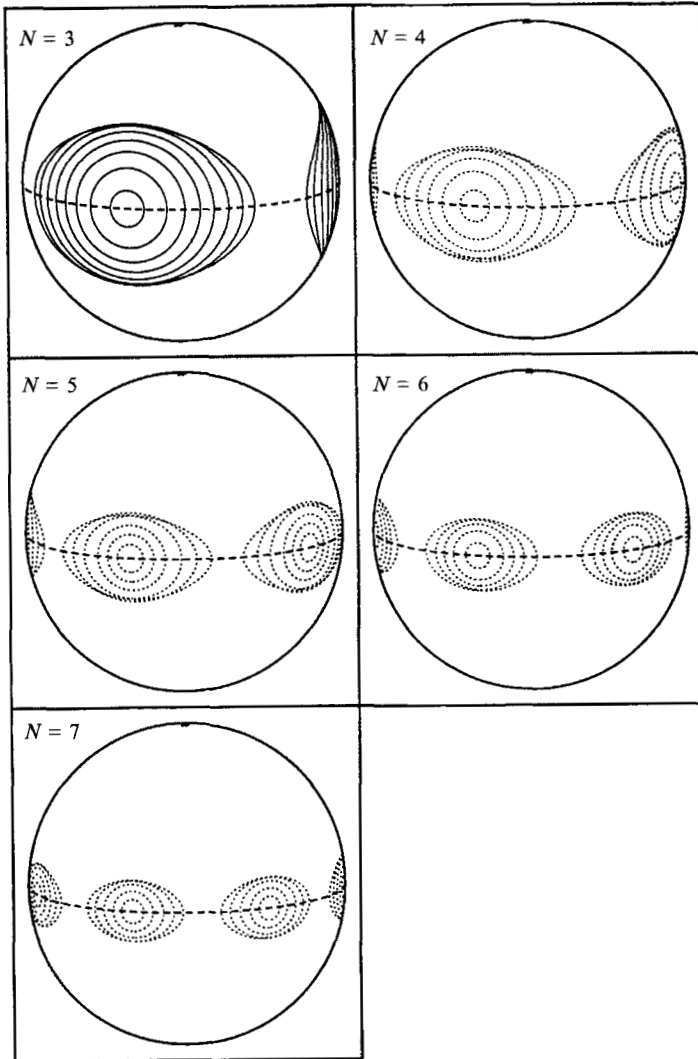 N = 3
N = 4
N = 5
N = 6
N = 7